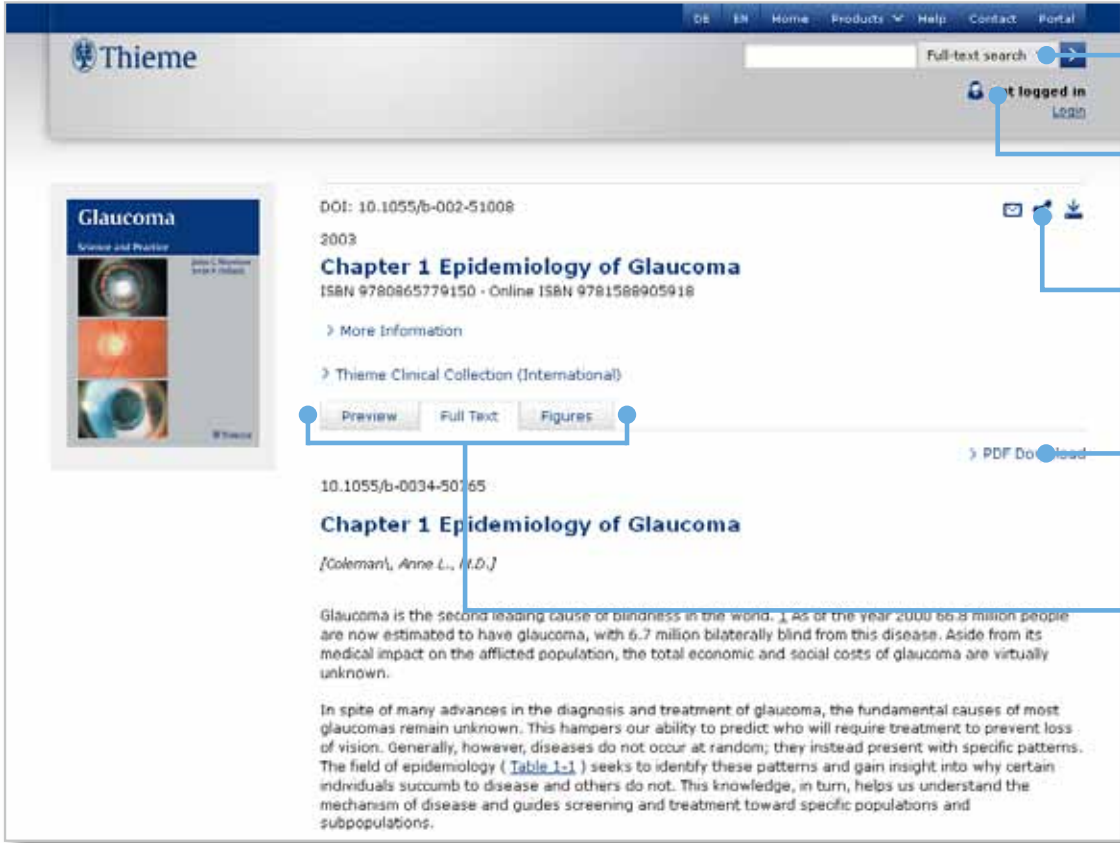 DE EN Home Products Help Contact Portal
Thieme
Full-text search
logged in
Login
Glaucoma
Science and Practice
Thieme
DOI: 10.1055/b-002-51008
2003
Chapter 1 Epidemiology of Glaucoma
ISBN 9780865779150 - Online ISBN 9781588905918
> More Information
> Thieme Clinical Collection (International)
Preview Full Text Figures
> PDF Download
10.1055/b-0034-50765
Chapter 1 Epidemiology of Glaucoma
[Coleman\, Anne L., M.D.]
Glaucoma is the second leading cause of blindness in the world. 1 As of the year 2000 66.8 million people
are now estimated to have glaucoma, with 6.7 million bilaterally blind from this disease. Aside from its
medical impact on the afflicted population, the total economic and social costs of glaucoma are virtually
unknown.
In spite of many advances in the diagnosis and treatment of glaucoma, the fundamental causes of most
glaucomas remain unknown. This hampers our ability to predict who will require treatment to prevent loss
of vision. Generally, however, diseases do not occur at random; they instead present with specific patterns.
The field of epidemiology ( Table 1-1 ) seeks to identify these patterns and gain insight into why certain
individuals succumb to disease and others do not. This knowledge, in turn, helps us understand the
mechanism of disease and guides screening and treatment toward specific populations and
subpopulations.